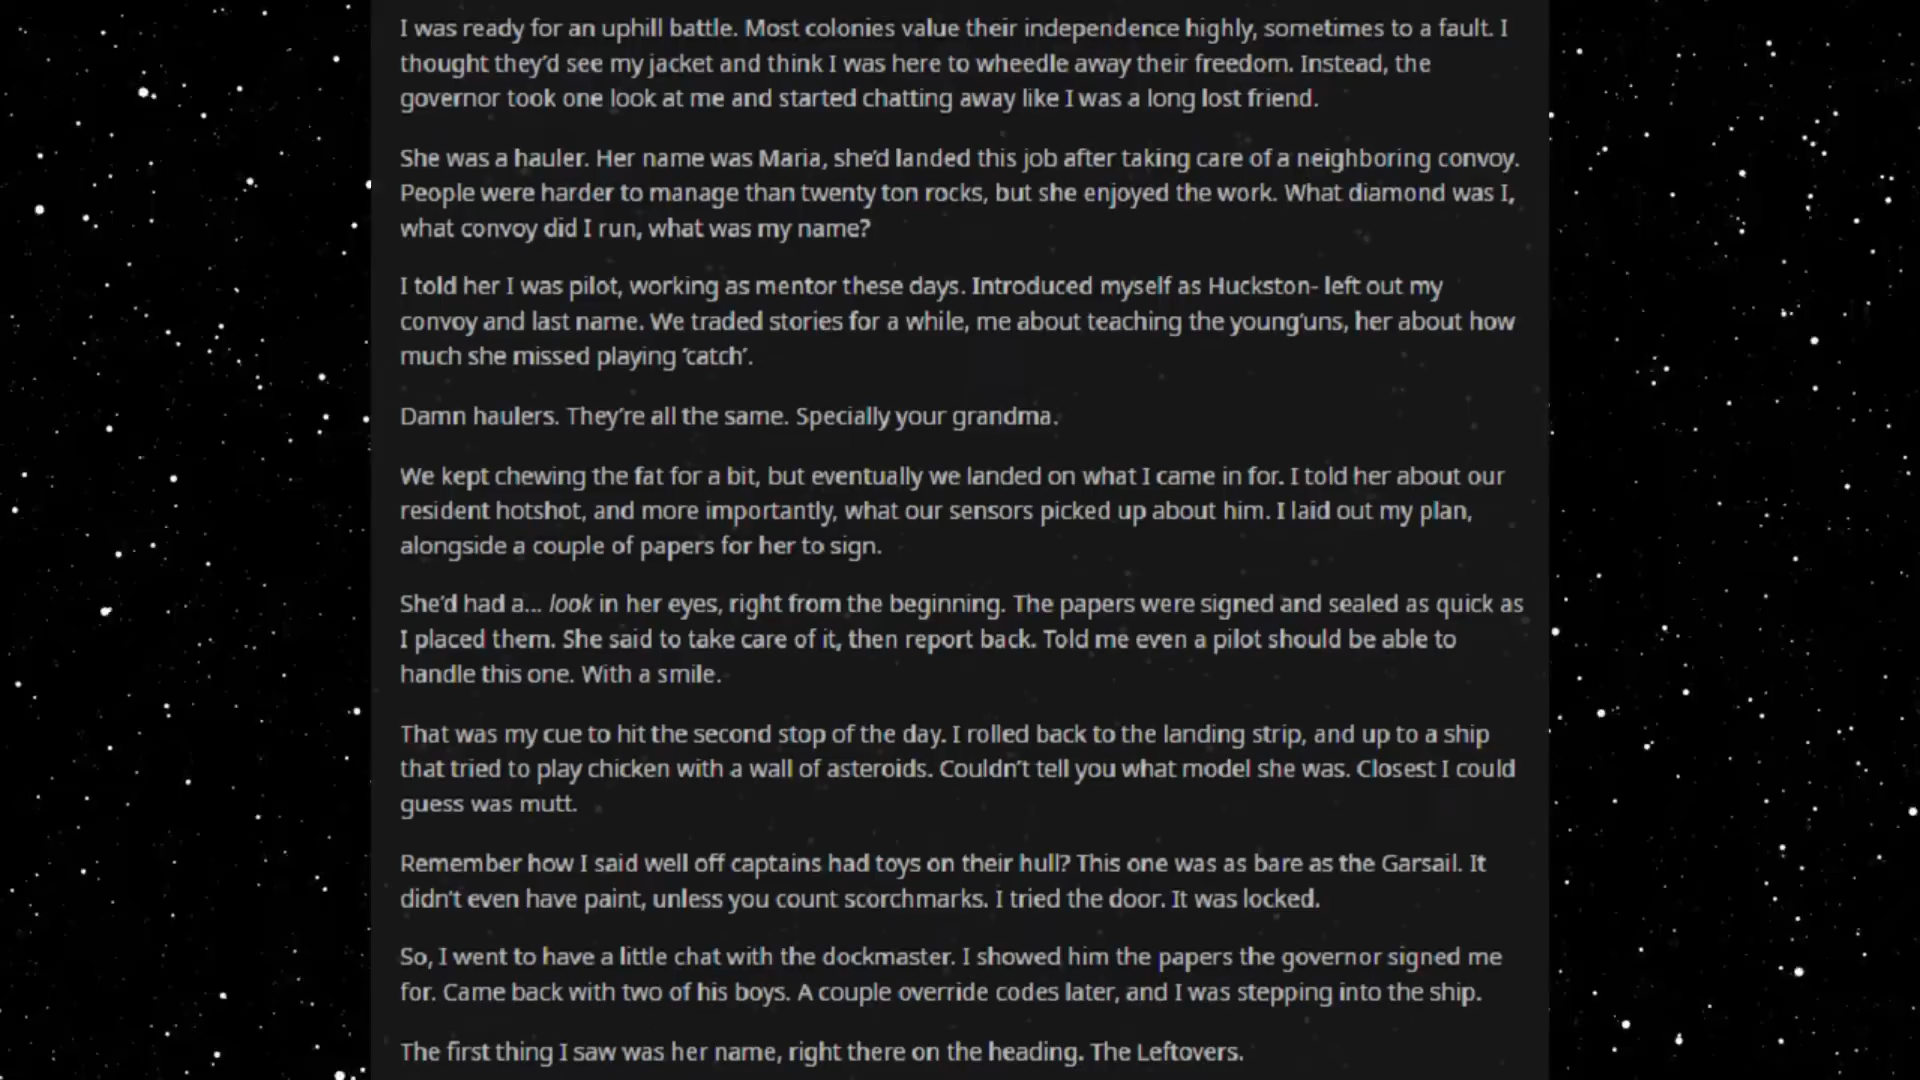 I was ready for an uphill battle. Most colonies value their independence highly, sometimes to a fault. I
thought they'd see my jacket and think I was here to wheedle away their freedom. Instead, the
governor took one look at me and started chatting away like I was a long lost friend.
She was a hauler. Her name was Maria, she'd landed this job after taking care of a neighboring convoy.
People were harder to manage than twenty ton rocks, but she enjoyed the work. What diamond was I,
what convoy did I run, what was my name?
I told her I was pilot, working as mentor these days. Introduced myself as Huckston- left out my
convoy and last name. We traded stories for a while, me about teaching the young'uns, her about how
much she missed playing 'catch'.
Damn haulers. They're all the same. Specially your grandma.
We kept chewing the fat for a bit, but eventually we landed on what I came in for. I told her about our
resident hotshot, and more importantly, what our sensors picked up about him. I laid out my plan,
alongside a couple of papers for her to sign.
She'd had a... look in her eyes, right from the beginning. The papers were signed and sealed as quick as
I placed them. She said to take care of it, then report back. Told me even a pilot should be able to
handle this one. With a smile.
That was my cue to hit the second stop of the day. I rolled back to the landing strip, and up to a ship
that tried to play chicken with a wall of asteroids. Couldn't tell you what model she was. Closest I could
guess was mutt.
Remember how I said well off captains had toys on their hull? This one was as bare as the Garsail. It
didn't even have paint, unless you count scorchmarks. I tried the door. It was locked.
So, I went to have a little chat with the dockmaster. I showed him the papers the governor signed me
for. Came back with two of his boys. A couple override codes later, and I was stepping into the ship.
The first thing I saw was her name, right there on the heading. The Leftovers.